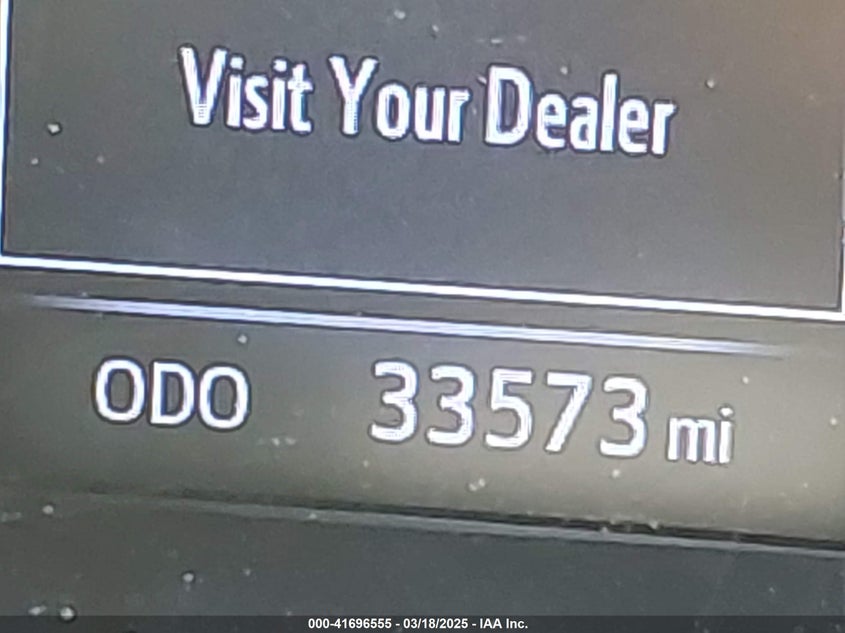 Visit Your Dealer
ODO 33573 mi
000-41696555 - 03/18/2025 - IAA Inc.